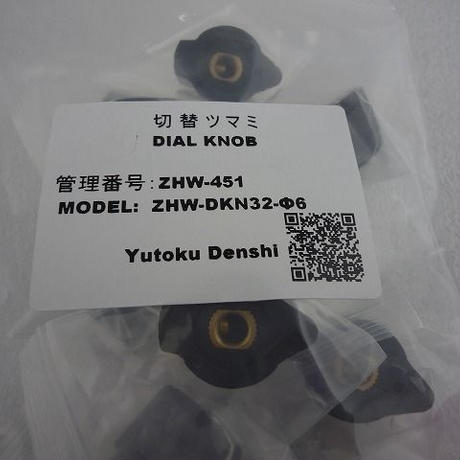 切替ツマミ
DIAL KNOB
管理番号:ZHW-451
MODEL: ZHW-DKN32-Φ6
Yutoku Denshi